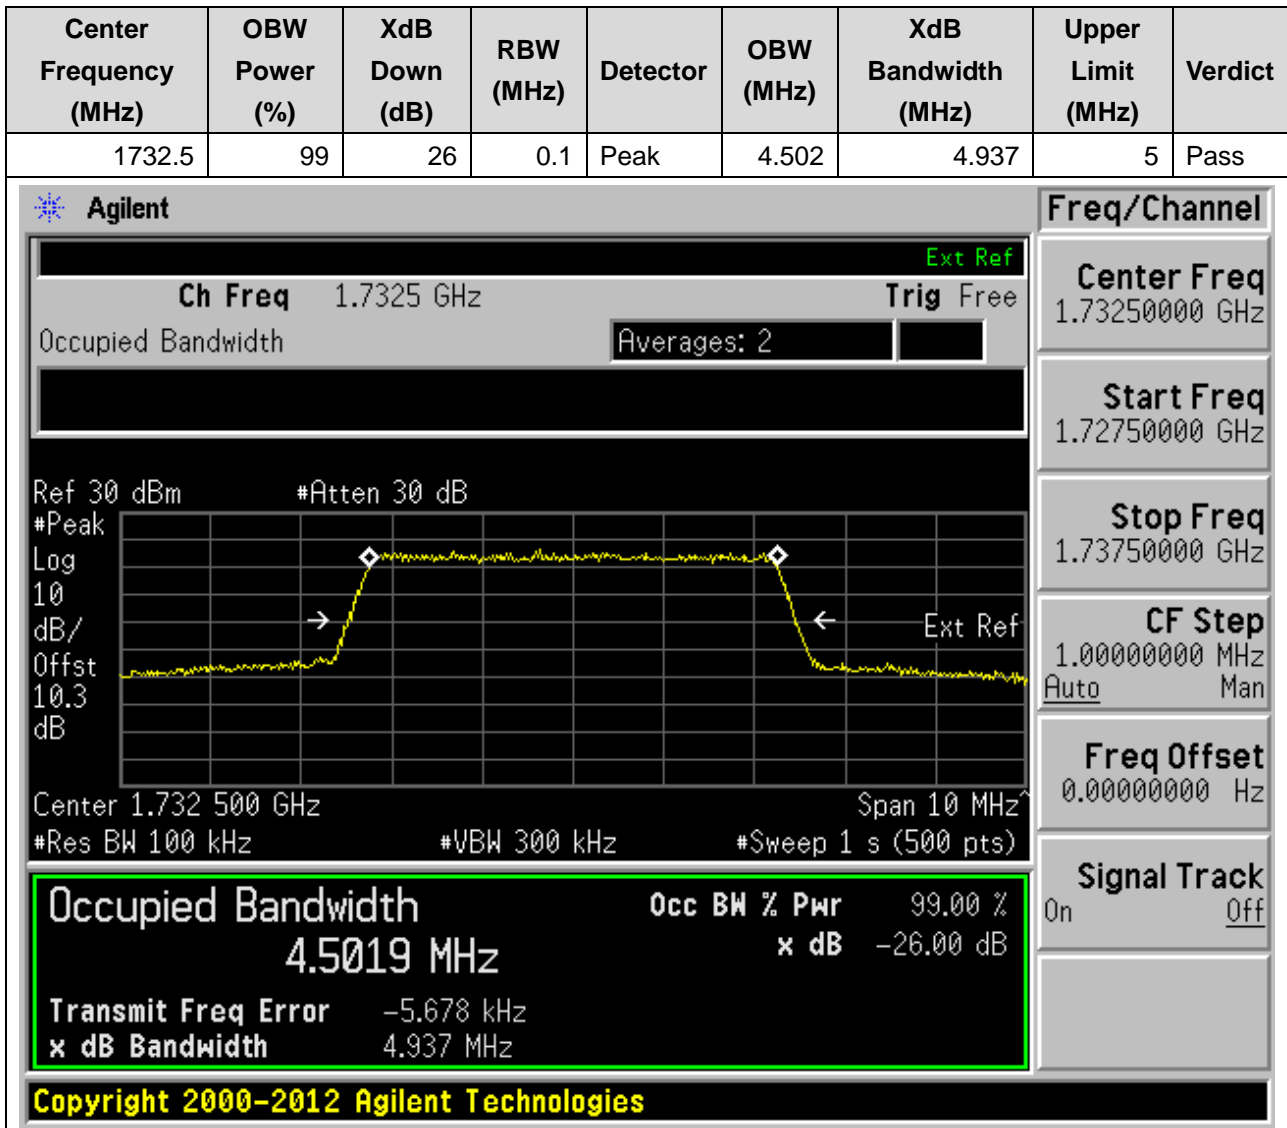 Center Frequency (MHz) OBW Power (%) XdB Down (dB) RBW (MHz) Detector OBW (MHz) XdB Bandwidth (MHz) Upper Limit (MHz) Verdict
1732.5 99 26 0.1 Peak 4.502 4.937 5 Pass
Agilent
Freq/Channel
Ext Ref
Ch Freq 1.7325 GHz Trig Free
Occupied Bandwidth Averages: 2
Ref 30 dBm #Atten 30 dB
#Peak
Log
10
dB/
Offst
10.3
dB
Ext Ref
Center 1.732 500 GHz Span 10 MHz^
#Res BW 100 kHz #VBW 300 kHz #Sweep 1 s (500 pts)
Occupied Bandwidth Occ BW % Pwr 99.00 %
4.5019 MHz x dB -26.00 dB
Transmit Freq Error -5.678 kHz
x dB Bandwidth 4.937 MHz
Center Freq
1.73250000 GHz
Start Freq
1.72750000 GHz
Stop Freq
1.73750000 GHz
CF Step
1.00000000 MHz
Auto Man
Freq Offset
0.00000000 Hz
Signal Track
On Off
Copyright 2000-2012 Agilent Technologies